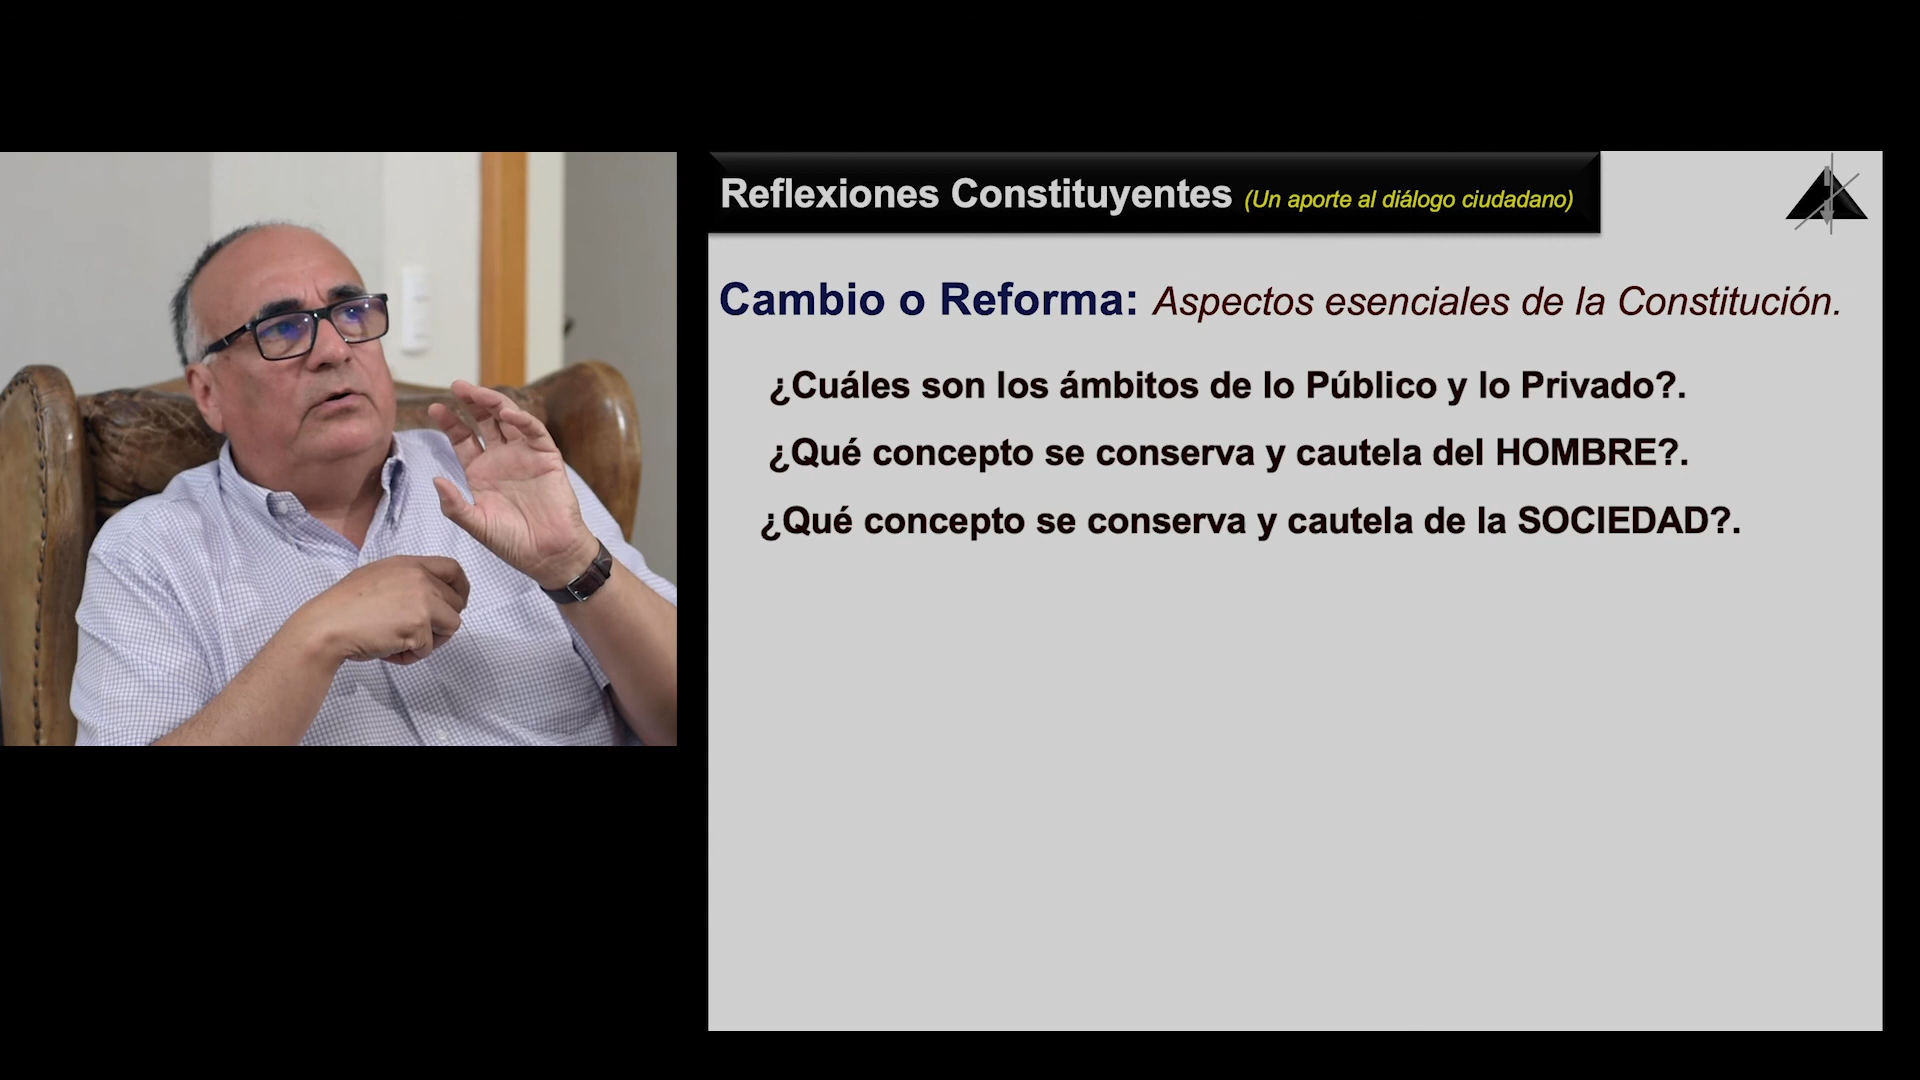 Reflexiones Constituyentes (Un aporte al diálogo ciudadano)
Cambio o Reforma: Aspectos esenciales de la Constitución.
¿Cuáles son los ámbitos de lo Público y lo Privado?.
¿Qué concepto se conserva y cautela del HOMBRE?.
¿Qué concepto se conserva y cautela de la SOCIEDAD?.